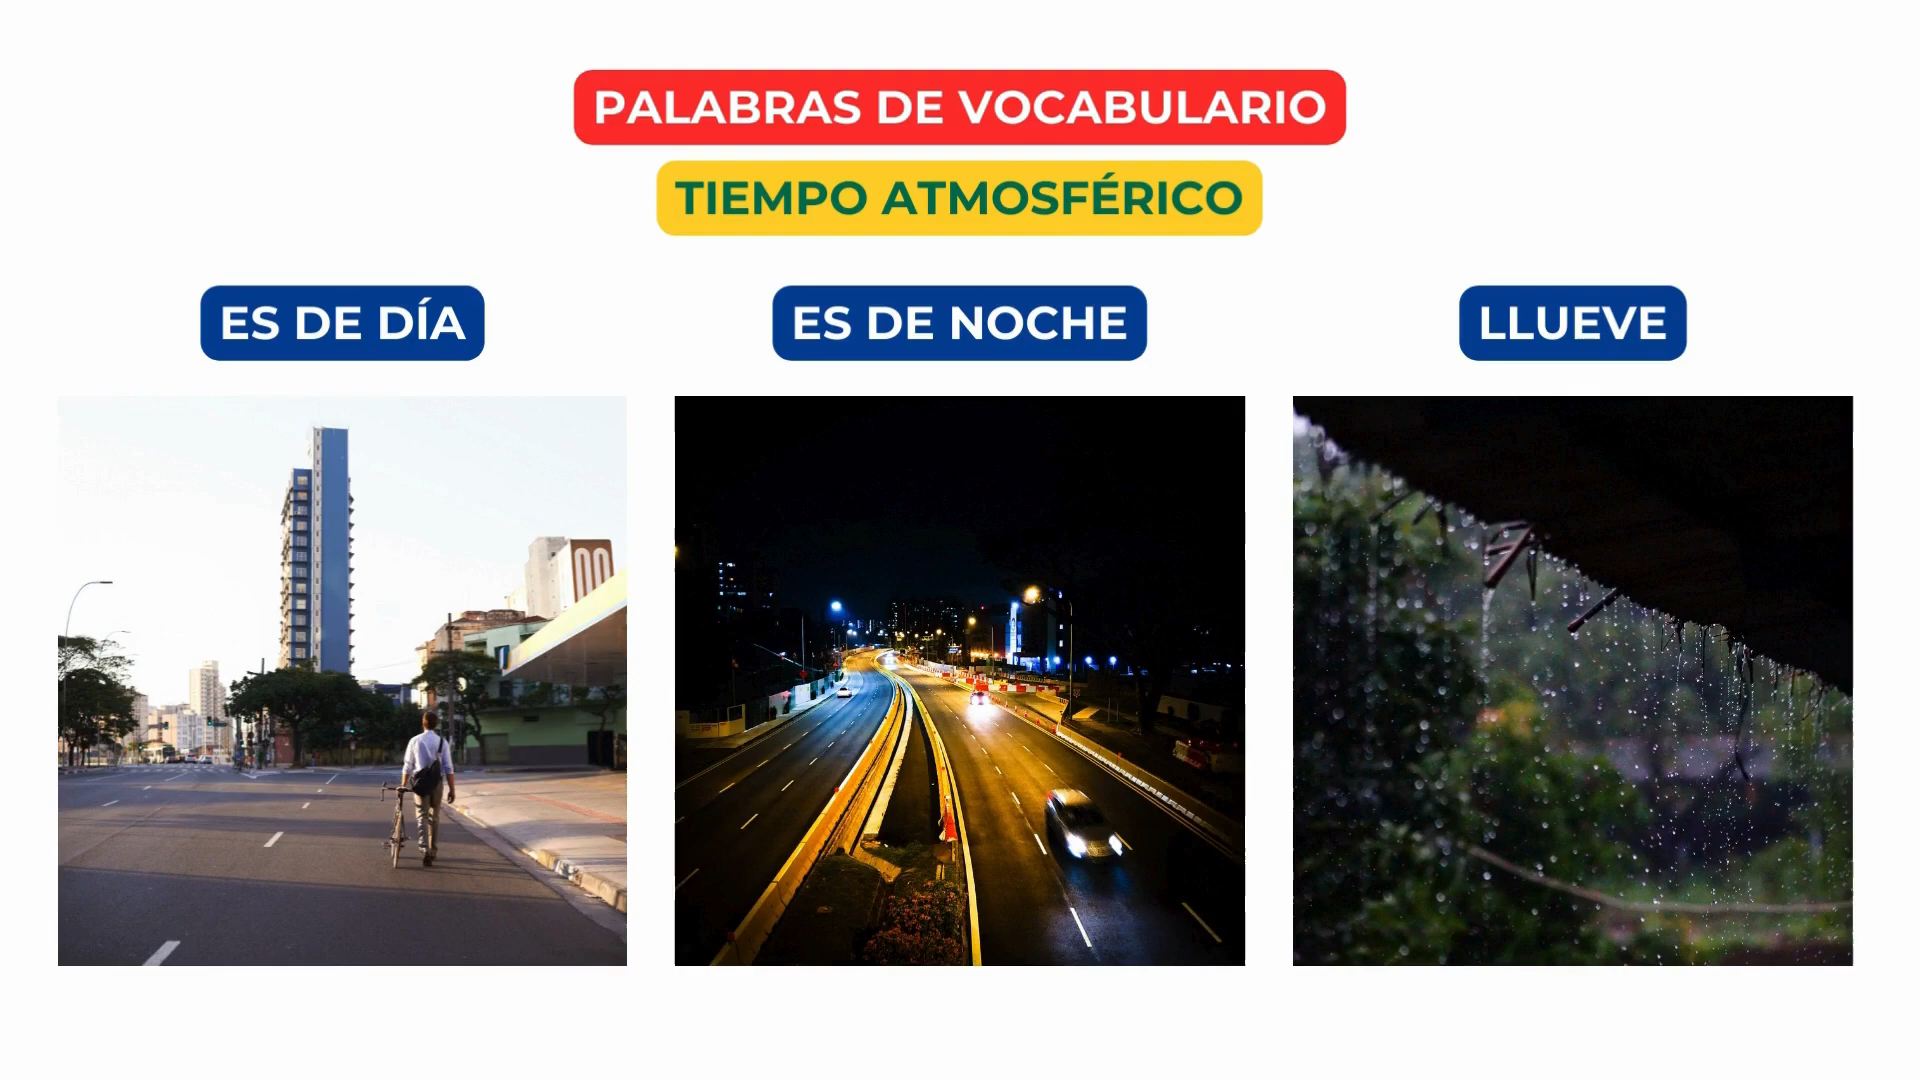 PALABRAS DE VOCABULARIO
TIEMPO ATMOSFÉRICO
ES DE DÍA
ES DE NOCHE
LLUEVE